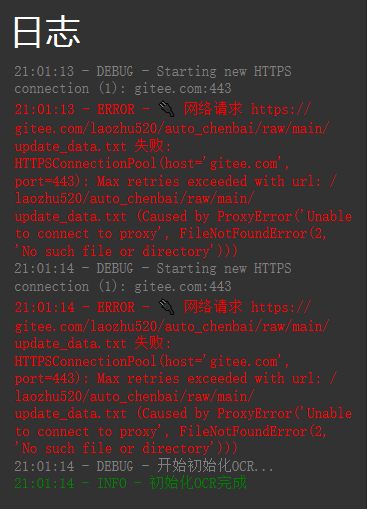 日志
21:01:13 - DEBUG - Starting new HTTPS
connection (1): gitee.com:443
21:01:13 - ERROR - 🔌 网络请求 https://
gitee.com/laozhu520/auto_chenbai/raw/main/
update_data.txt 失败:
HTTPSConnectionPool(host='gitee.com',
port=443): Max retries exceeded with url: /
laozhu520/auto_chenbai/raw/main/
update_data.txt (Caused by ProxyError('Unable
to connect to proxy', FileNotFoundError(2,
'No such file or directory')))
21:01:14 - DEBUG - Starting new HTTPS
connection (1): gitee.com:443
21:01:14 - ERROR - 🔌 网络请求 https://
gitee.com/laozhu520/auto_chenbai/raw/main/
update_data.txt 失败:
HTTPSConnectionPool(host='gitee.com',
port=443): Max retries exceeded with url: /
laozhu520/auto_chenbai/raw/main/
update_data.txt (Caused by ProxyError('Unable
to connect to proxy', FileNotFoundError(2,
'No such file or directory')))
21:01:14 - DEBUG - 开始初始化OCR...
21:01:14 - INFO - 初始化OCR完成